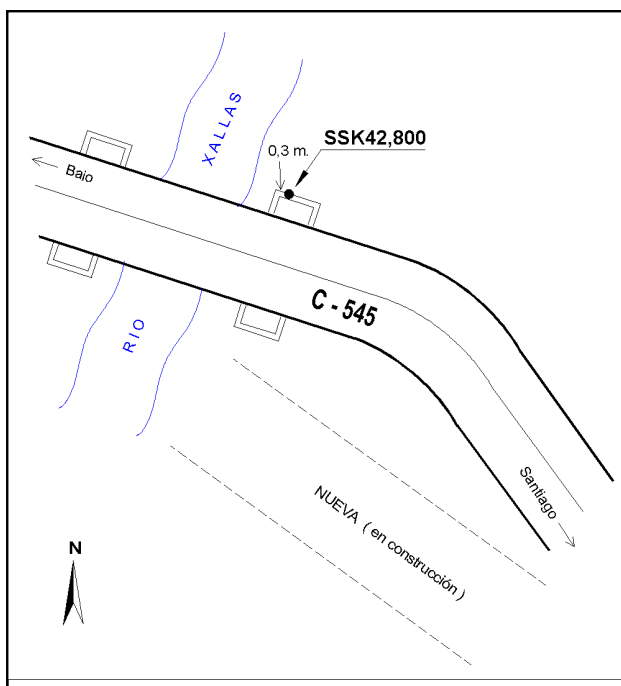 XALLAS
SSK42,800
0,3 m.
Baio
C - 545
RIO
Santiago
NUEVA ( en construcción )
N